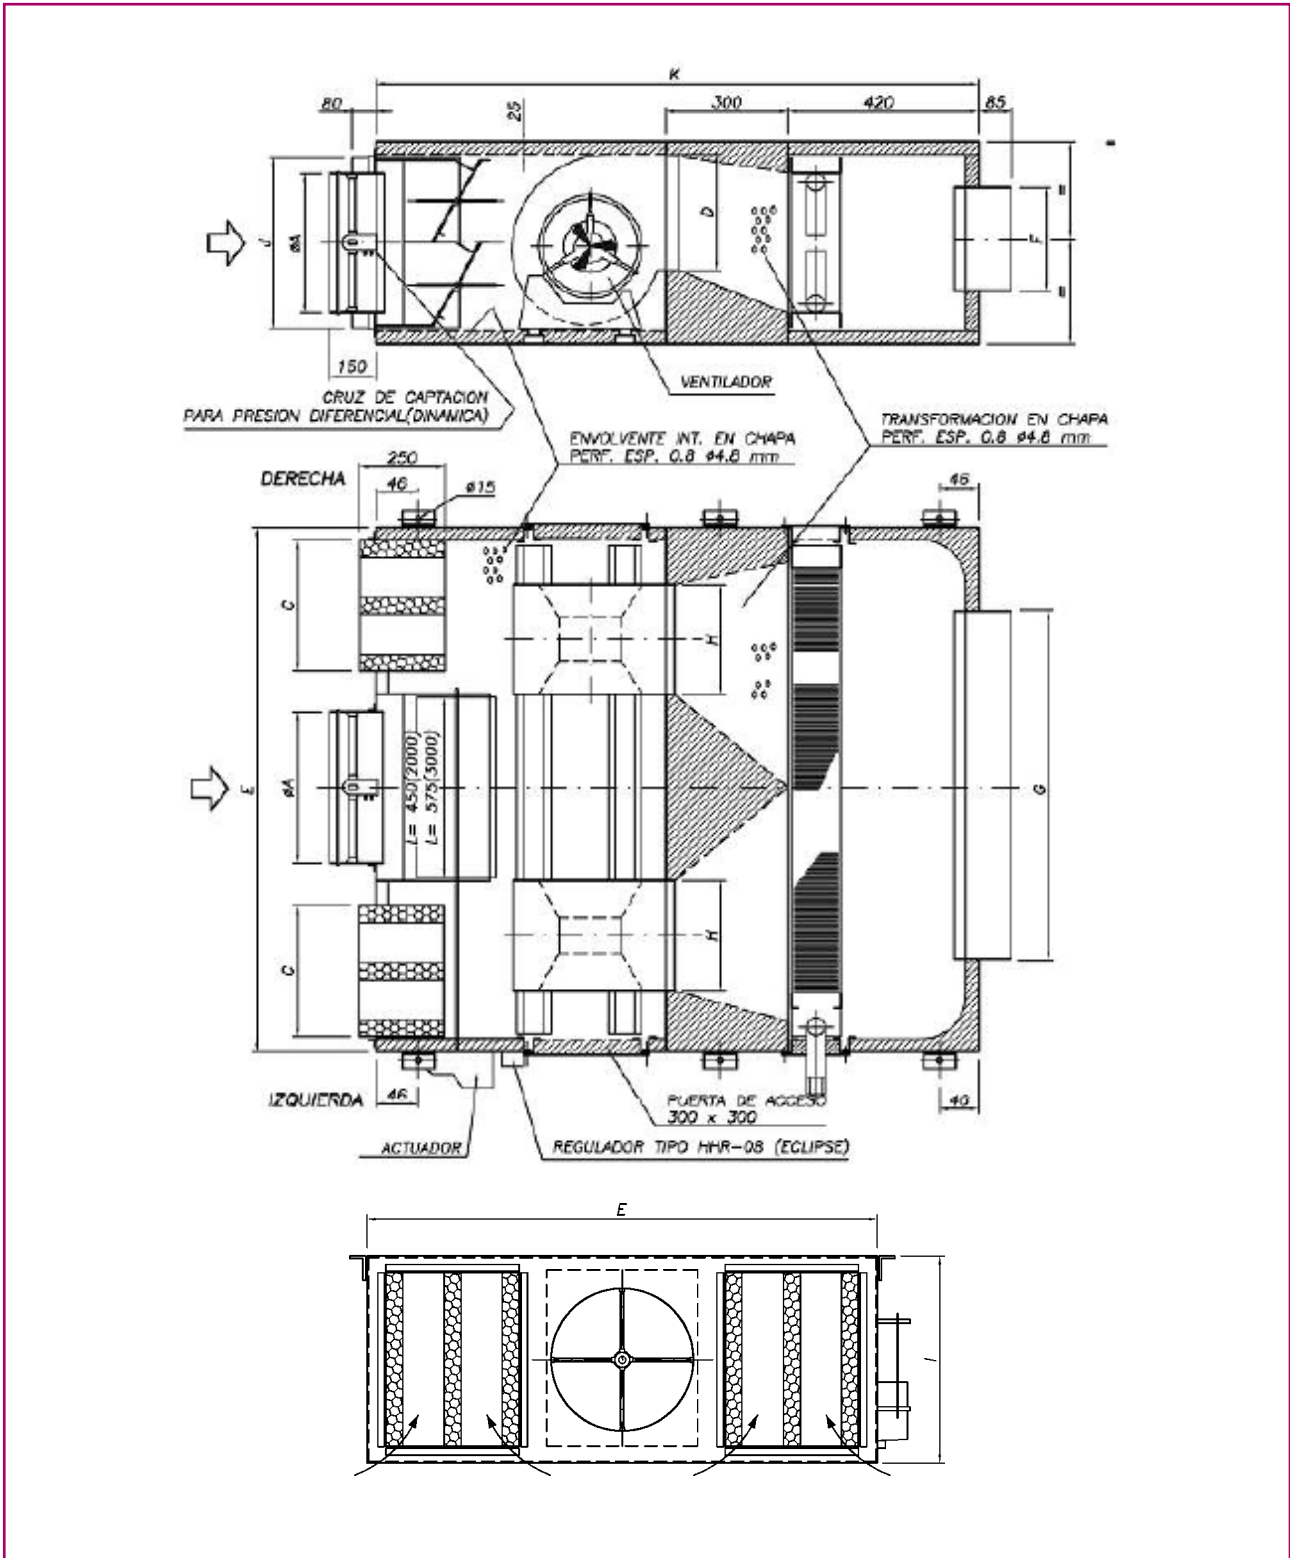 K
80
25
300
420
85
J
øA
D
=
F
=
150
CRUZ DE CAPTACION
PARA PRESION DIFERENCIAL(DINAMICA)
VENTILADOR
ENVOLVENTE INT. EN CHAPA
PERF. ESP. 0.8 ø4.8 mm
TRANSFORMACION EN CHAPA
PERF. ESP. 0.8 ø4.8 mm
DERECHA
250
46
ø15
46
C
H
E
øA
L= 450(2000)
L= 575(3000)
G
C
H
IZQUIERDA
46
46
PUERTA DE ACCESO
300 x 300
ACTUADOR
REGULADOR TIPO HHR-08 (ECLIPSE)
E
I